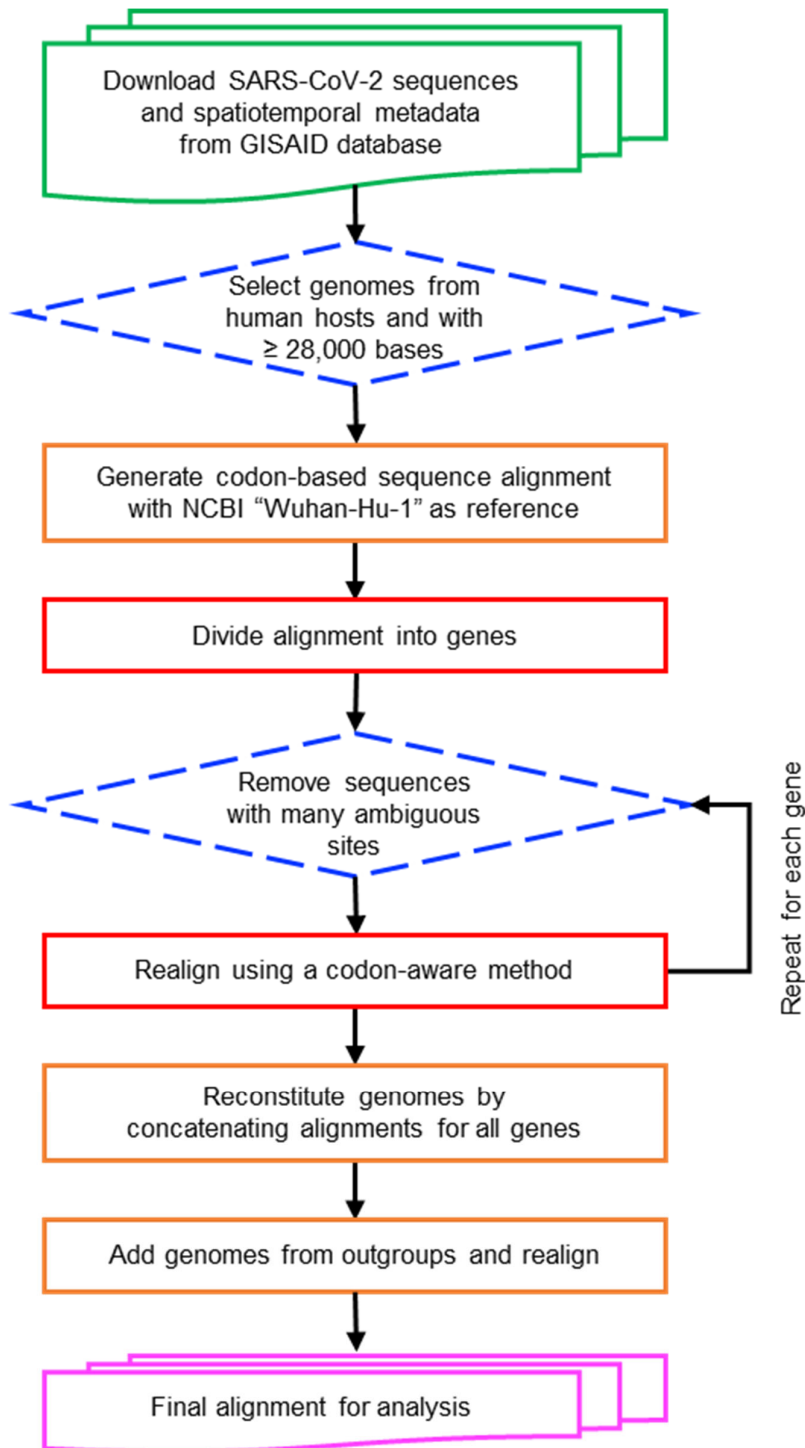 Download SARS-CoV-2 sequences
and spatiotemporal metadata
from GISAID database
Select genomes from
human hosts and with
≥ 28,000 bases
Generate codon-based sequence alignment
with NCBI “Wuhan-Hu-1” as reference
Divide alignment into genes
Remove sequences
with many ambiguous
sites
Repeat for each gene
Realign using a codon-aware method
Reconstitute genomes by
concatenating alignments for all genes
Add genomes from outgroups and realign
Final alignment for analysis